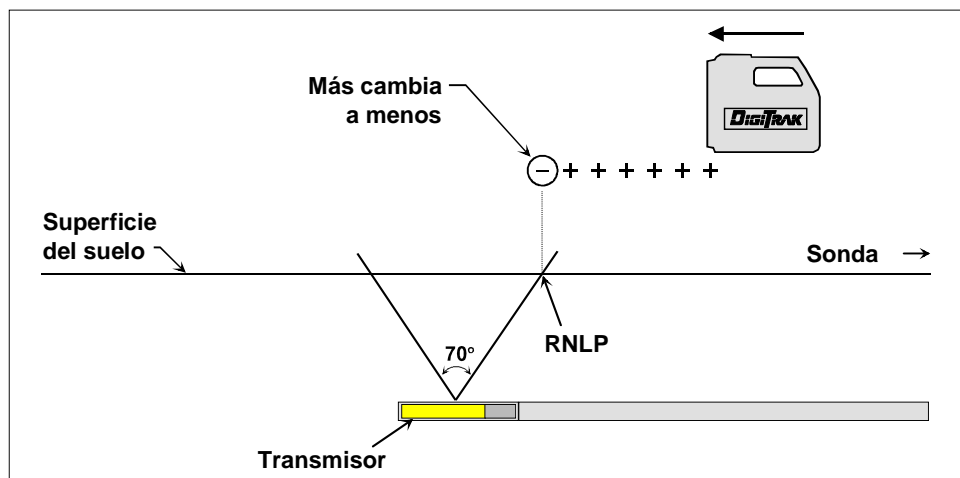 Más cambia
a menos
DIGITRAK
− + + + + + +
Superficie
del suelo
Sonda →
RNLP
70°
Transmisor